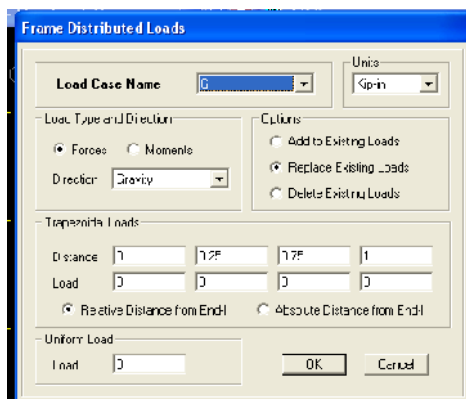 Frame Distributed Loads
Units
Load Case Name G Kip-in
Load Type and Direction
Options
Forces Moments
Add to Existing Loads
Replace Existing Loads
Direction Gravity
Delete Existing Loads
Trapezoidal Loads
Distance 0 0.25 0.75 1
Load 0 0 0 0
Relative Distance from End-I Absolute Distance from End-I
Uniform Load
Load 0 OK Cancel